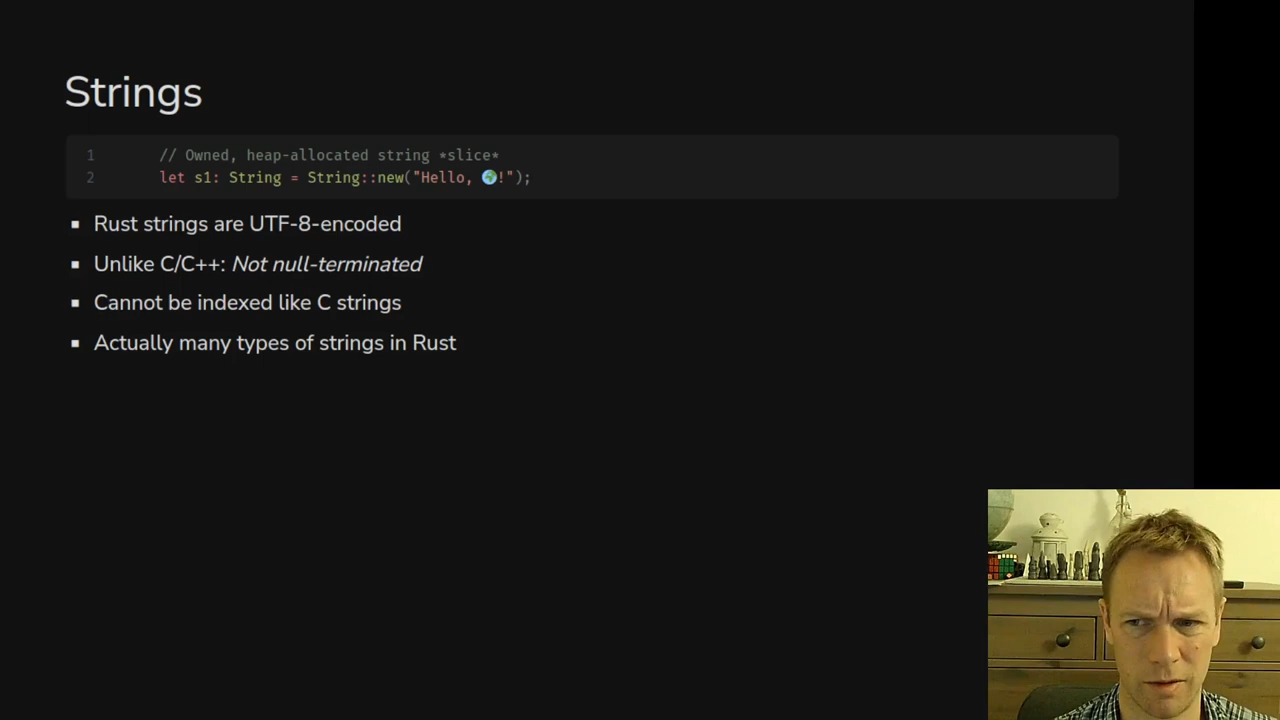 Strings
1 // Owned, heap-allocated string *slice*
2 let s1: String = String::new("Hello, 🌍!");
▪ Rust strings are UTF-8-encoded
▪ Unlike C/C++: Not null-terminated
▪ Cannot be indexed like C strings
▪ Actually many types of strings in Rust